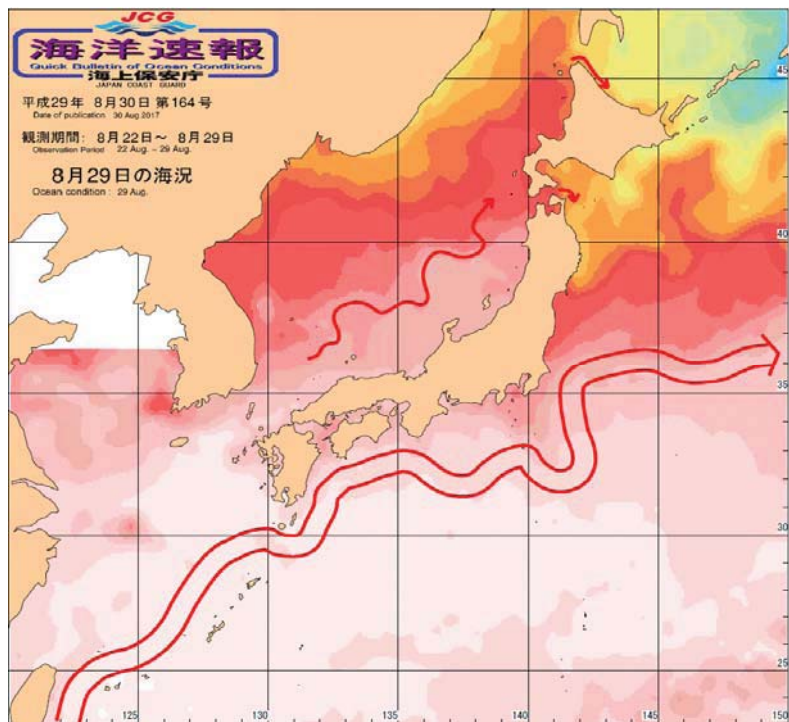 JCG
海洋速報
Quick Bulletin of Ocean Conditions
海上保安庁
JAPAN COAST GUARD
平成29年 8月30日 第164号
Date of publication : 30 Aug 2017
観測期間: 8月22日～ 8月29日
Observation Period 22 Aug. - 29 Aug.
8月29日の海況
Ocean condition : 29 Aug.
45
40
35
30
25
125 130 135 140 145 150